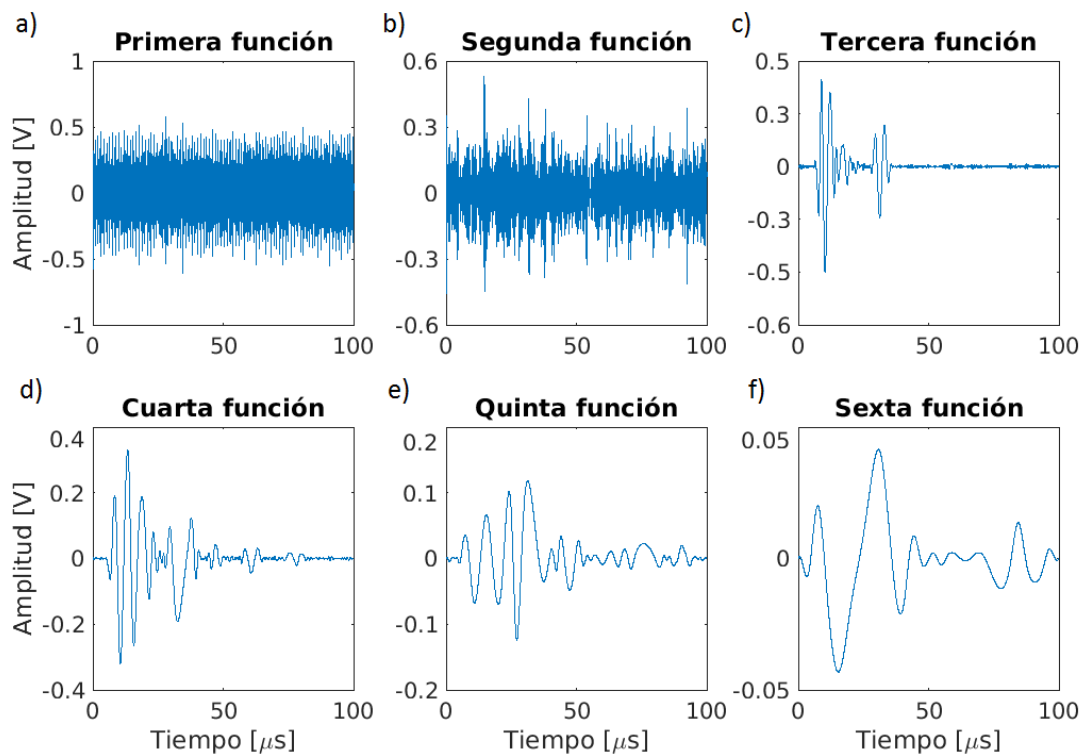 a)
Primera función
1
0.5
0
-0.5
-1
0
50
100
Amplitud [V]
b)
Segunda función
0.6
0.3
0
-0.3
-0.6
0
50
100
c)
Tercera función
0.5
0.3
0
-0.3
-0.5
-0.6
0
50
100
d)
Cuarta función
0.4
0.2
0
-0.2
-0.4
0
50
100
Amplitud [V]
Tiempo [μs]
e)
Quinta función
0.2
0.1
0
-0.1
-0.2
0
50
100
Tiempo [μs]
f)
Sexta función
0.05
0
-0.05
0
50
100
Tiempo [μs]